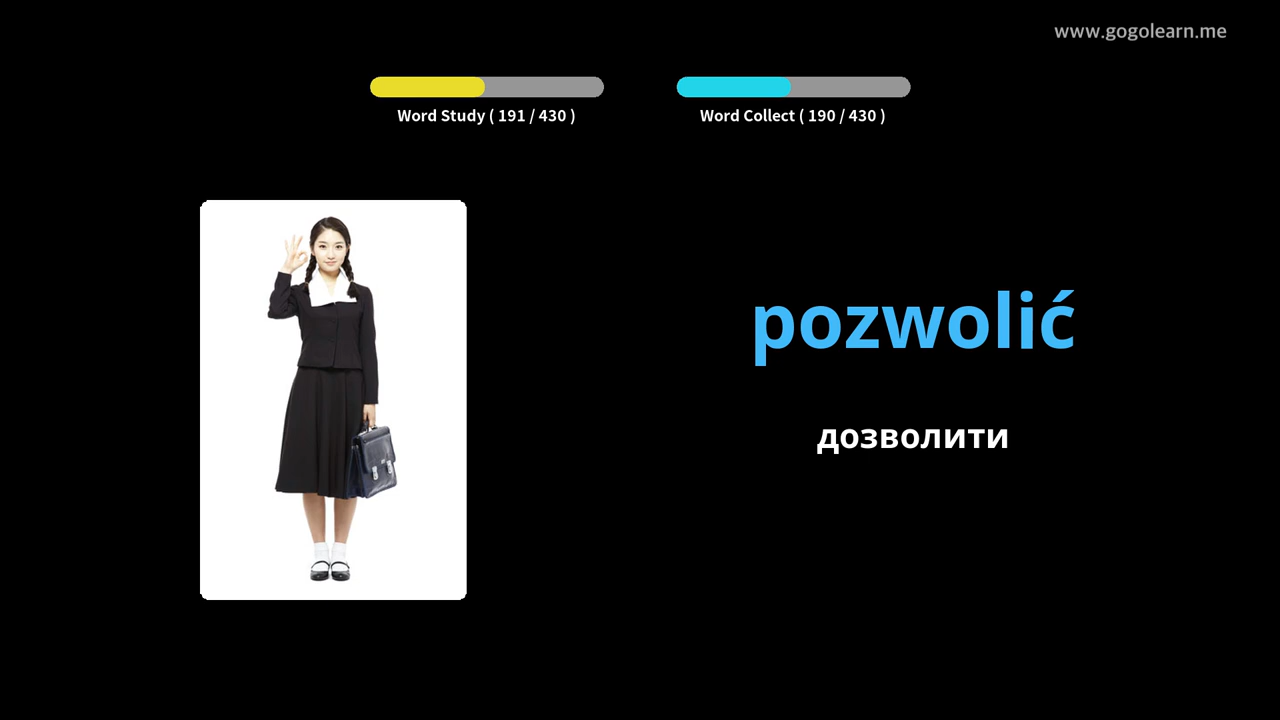 www.gogolearn.me
Word Study ( 191 / 430 )
Word Collect ( 190 / 430 )
pozwolić
дозволити